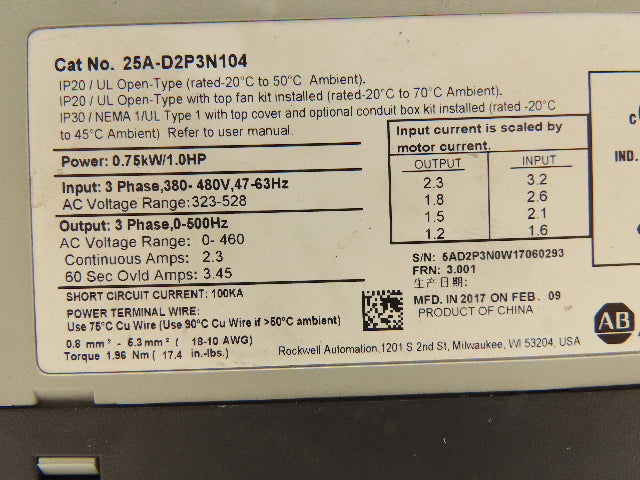 Cat No. 25A-D2P3N104
IP20 / UL Open-Type (rated-20°C to 50°C Ambient).
IP20 / UL Open-Type with top fan kit installed (rated-20°C to 70°C Ambient).
IP30 / NEMA 1/UL Type 1 with top cover and optional conduit box kit installed (rated -20°C
to 45°C Ambient) Refer to user manual.
Power: 0.75kW/1.0HP
Input: 3 Phase,380- 480V,47-63Hz
AC Voltage Range:323-528
Output: 3 Phase,0-500Hz
AC Voltage Range: 0- 460
Continuous Amps: 2.3
60 Sec Ovld Amps: 3.45
SHORT CIRCUIT CURRENT: 100KA
POWER TERMINAL WIRE:
Use 75°C Cu Wire (Use 90°C Cu Wire if >50°C ambient)
0.8 mm² - 5.3mm² ( 18-10 AWG)
Torque 1.96 Nm ( 17.4 in.-lbs.)
Input current is scaled by
motor current.
OUTPUT INPUT
2.3 3.2
1.8 2.6
1.5 2.1
1.2 1.6
S/N: 5AD2P3N0W17060293
FRN: 3.001
生产日期:
MFD. IN 2017 ON FEB. 09
PRODUCT OF CHINA
Rockwell Automation,1201 S 2nd St, Milwaukee, WI 53204, USA
c
IND.
AB